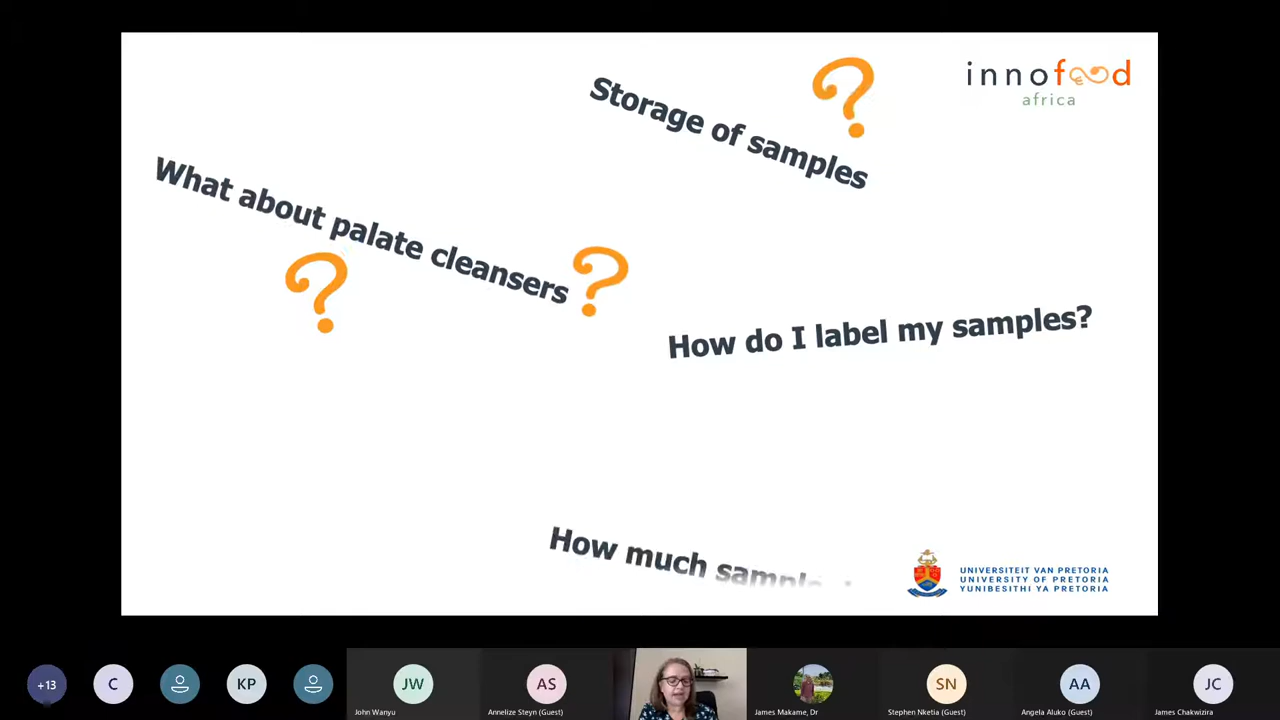 Storage of samples
?
innofood
africa
What about palate cleansers
?
?
How do I label my samples?
How much sample
UNIVERSITEIT VAN PRETORIA
UNIVERSITY OF PRETORIA
YUNIBESITHI YA PRETORIA
+13
C
KP
JW
AS
SN
AA
JC
John Wanyu
Annelize Steyn (Guest)
James Makame, Dr
Stephen Nketia (Guest)
Angela Aluko (Guest)
James Chakwizira